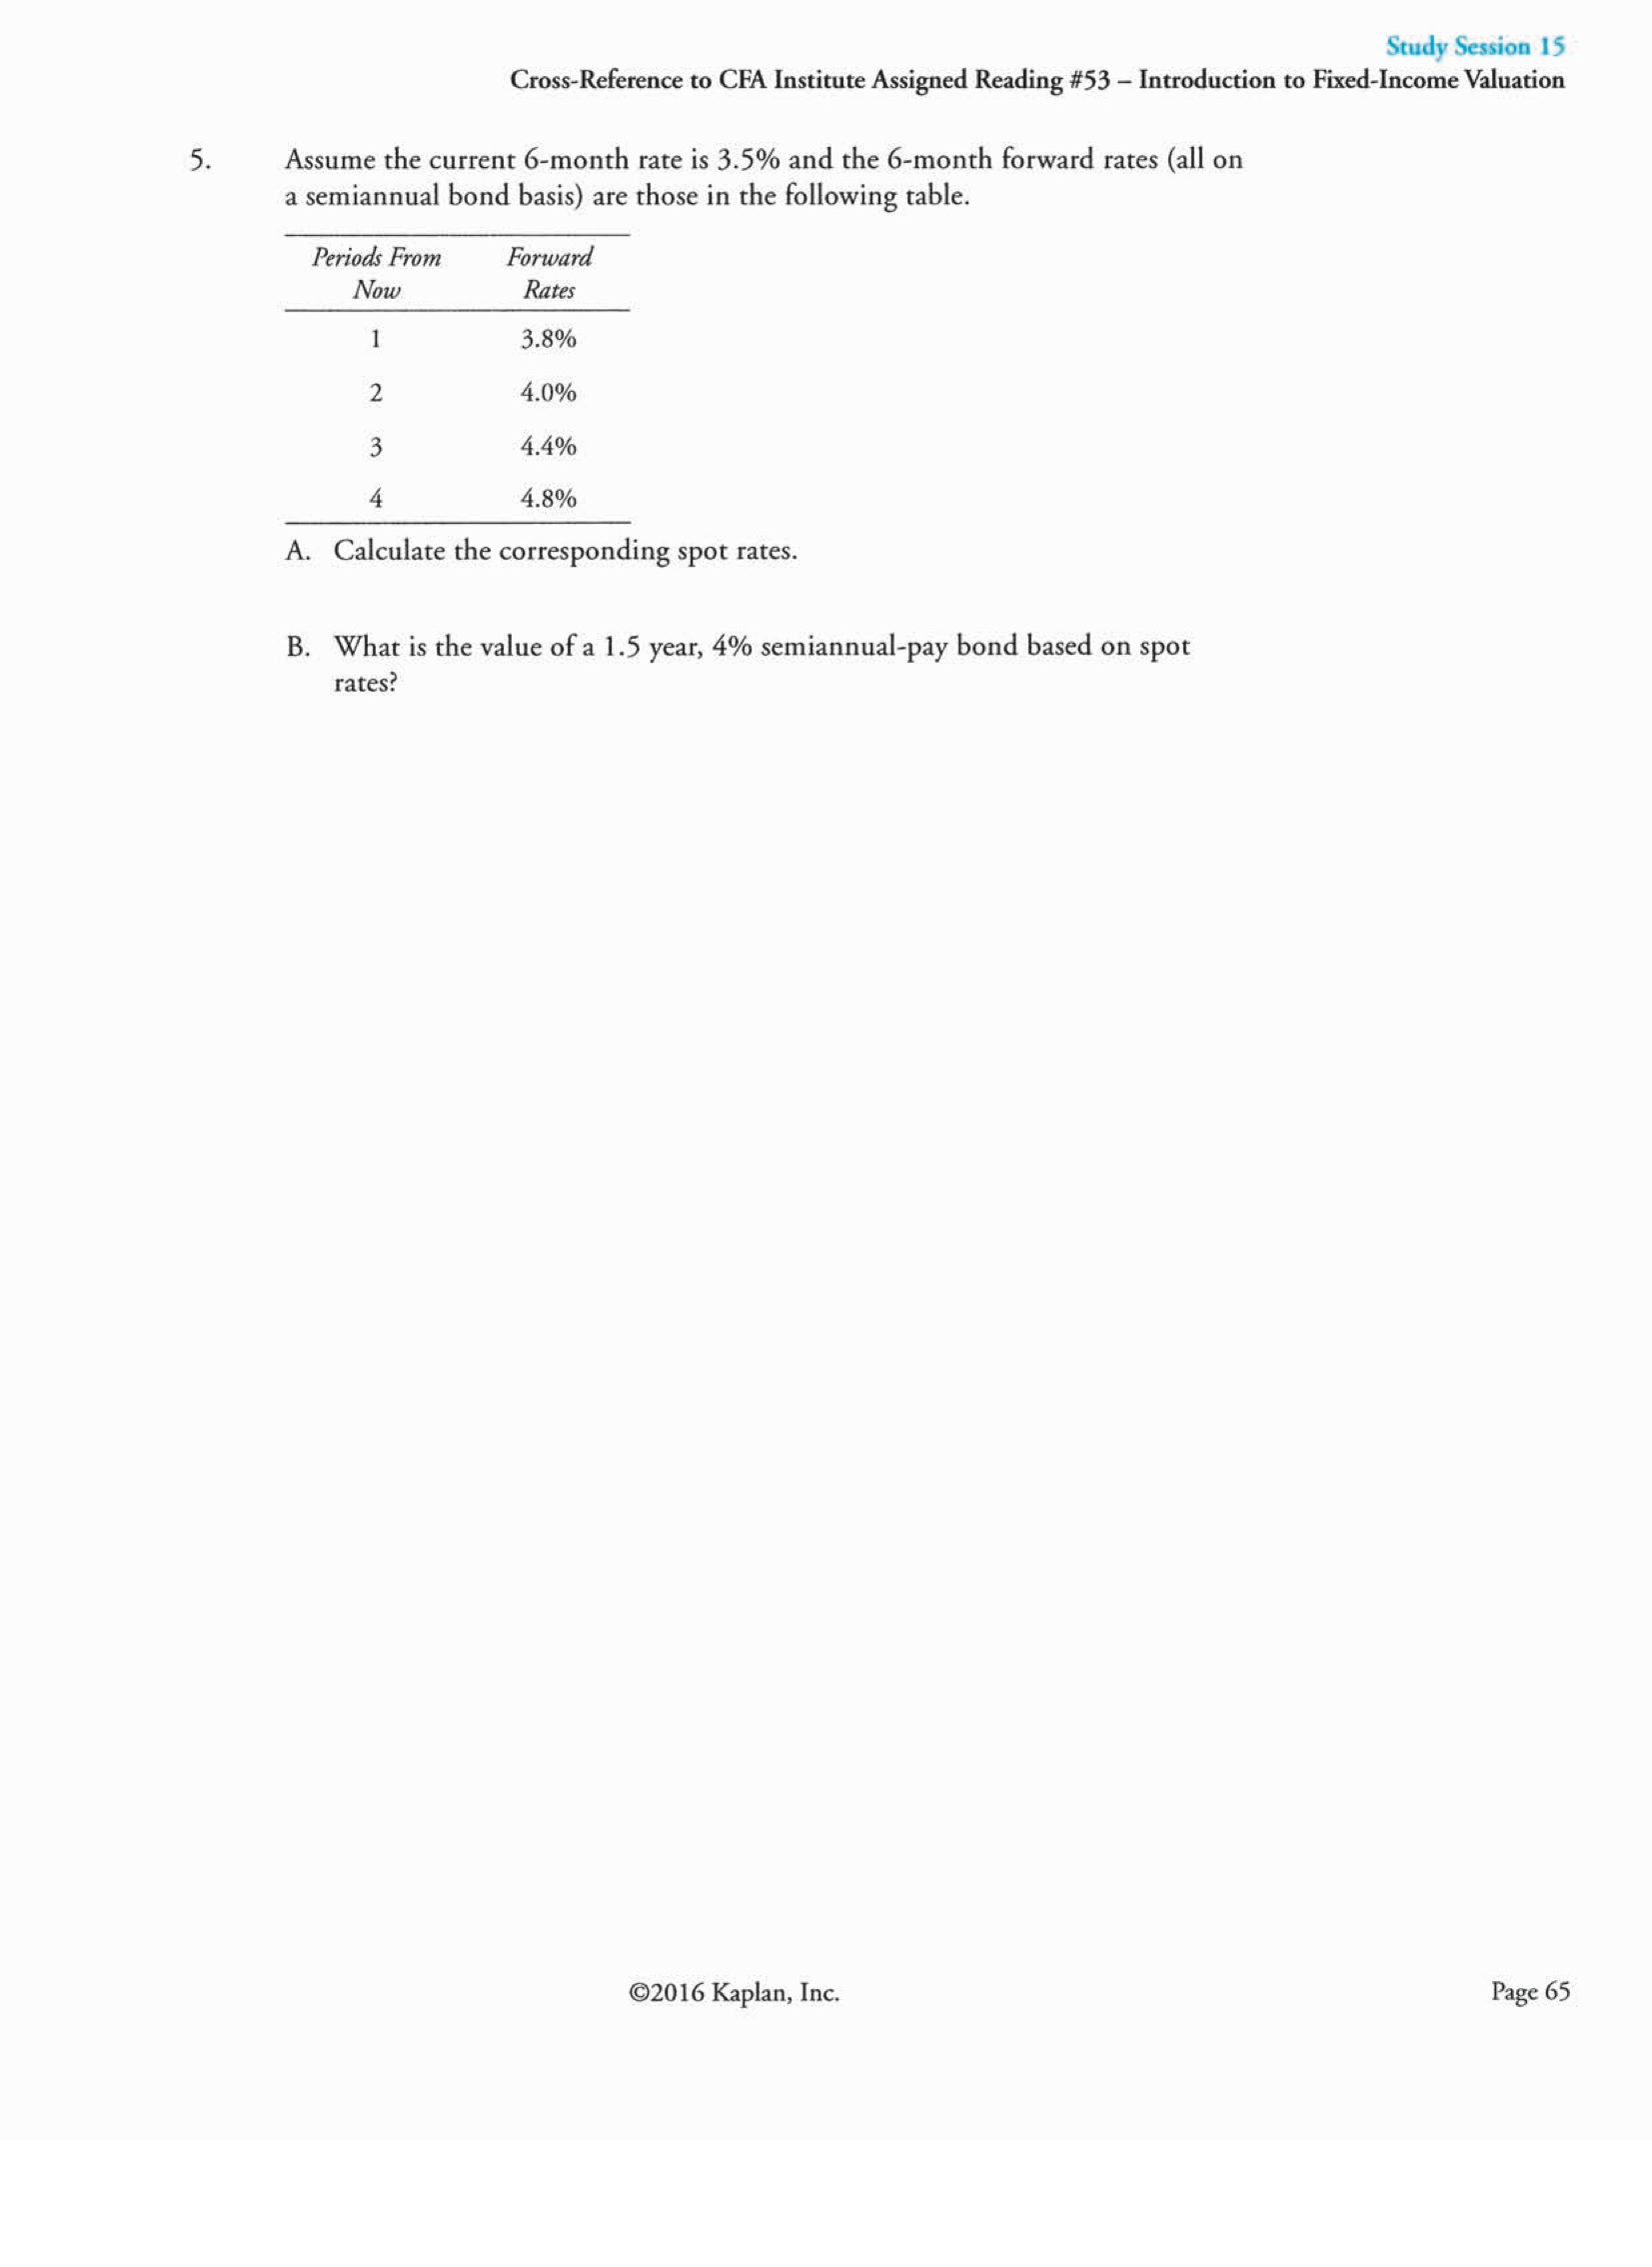 Study Session 15
Cross-Reference to CFA Institute Assigned Reading #53 – Introduction to Fixed-Income Valuation
5. Assume the current 6-month rate is 3.5% and the 6-month forward rates (all on
a semiannual bond basis) are those in the following table.
Periods From Forward
Now Rates
1 3.8%
2 4.0%
3 4.4%
4 4.8%
A. Calculate the corresponding spot rates.
B. What is the value of a 1.5 year, 4% semiannual-pay bond based on spot
rates?
©2016 Kaplan, Inc. Page 65